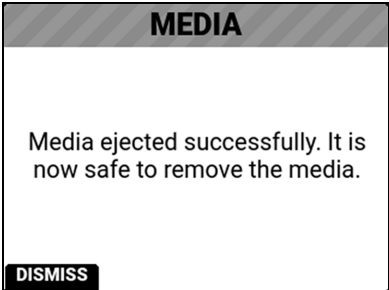 MEDIA
Media ejected successfully. It is
now safe to remove the media.
DISMISS